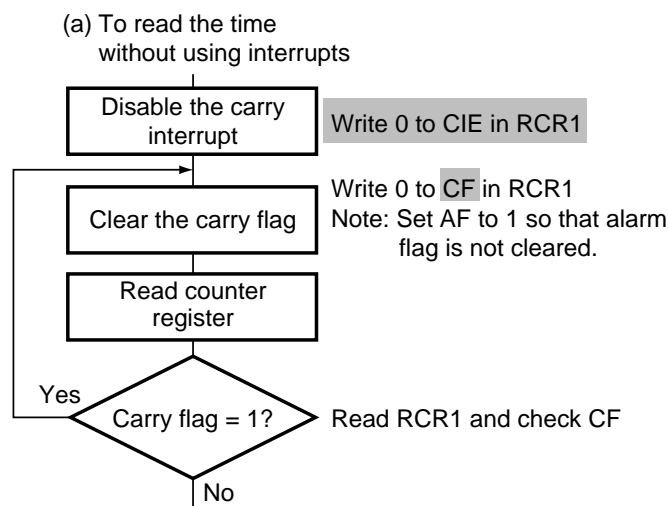 (a) To read the time
without using interrupts
Disable the carry
interrupt
Write 0 to CIE in RCR1
Write 0 to CF in RCR1
Note: Set AF to 1 so that alarm
flag is not cleared.
Clear the carry flag
Read counter
register
Yes
Carry flag = 1?
Read RCR1 and check CF
No